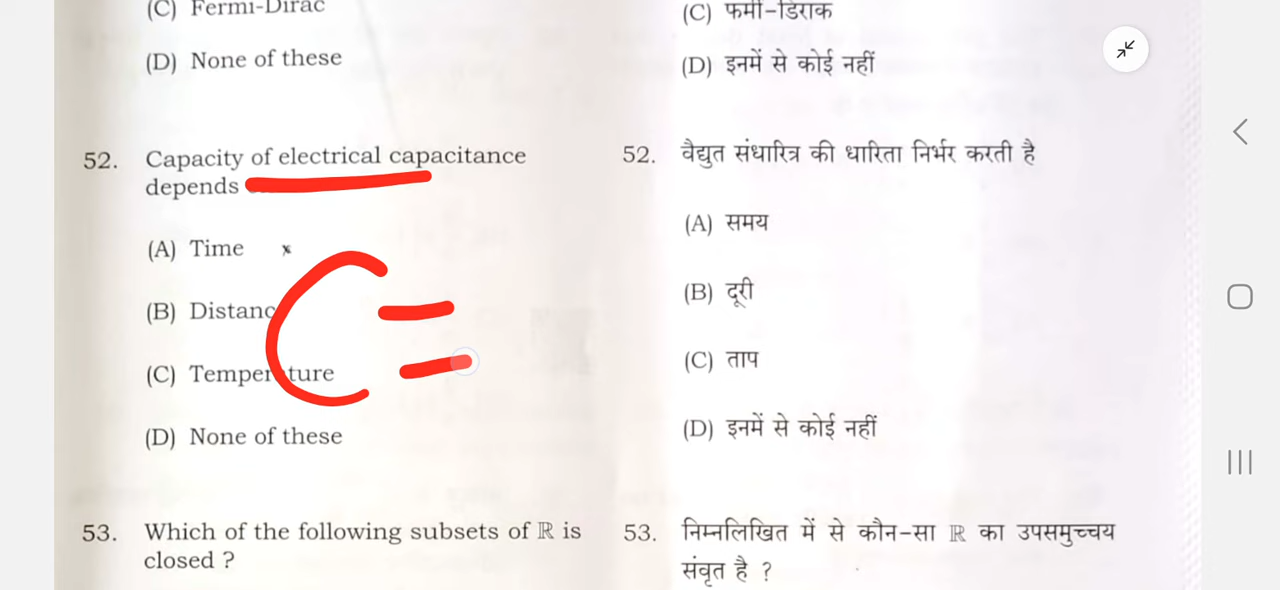 (C) Fermi-Dirac
(D) None of these
52. Capacity of electrical capacitance
depends
(A) Time x
(B) Distanc
(C) Temperature
(D) None of these
53. Which of the following subsets of ℝ is
closed ?
(C) फर्मी-डिराक
(D) इनमें से कोई नहीं
52. वैद्युत संधारित्र की धारिता निर्भर करती है
(A) समय
(B) दूरी
(C) ताप
(D) इनमें से कोई नहीं
53. निम्नलिखित में से कौन-सा ℝ का उपसमुच्चय
संवृत है ?
C =